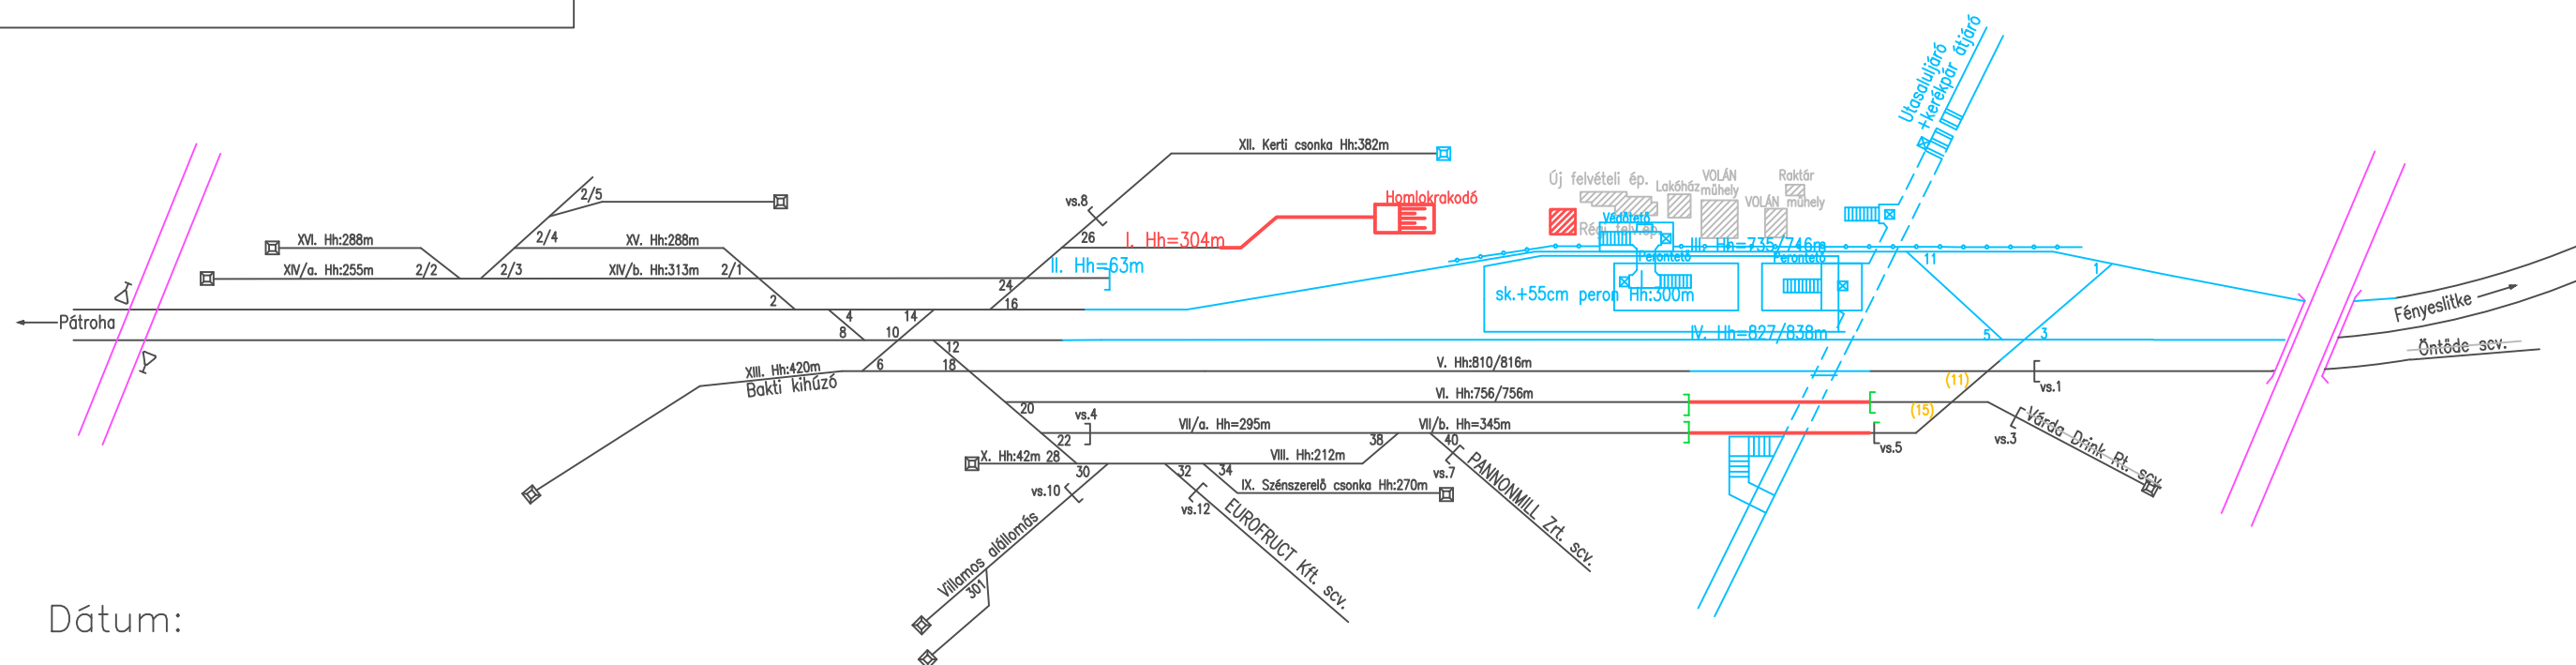 Utasaluljáró
+kerékpár átjáró
XII. Kerti csonka Hh:382m
vs.8
Homlokrakodó
Új felvételi ép.
Lakóház
VOLÁN
műhely
Raktár
VOLÁN műhely
Védőtető
Régi felv.ép.
2/5
2/4
26
I. Hh=304m
III. Hh=735/746m
XVI. Hh:288m
XV. Hh:288m
XIV/a. Hh:255m
2/2
2/3
XIV/b. Hh:313m
2/1
II. Hh=63m
Perontető
Perontető
11
1
24
16
sk.+55cm peron Hh:300m
2
4
14
Pátroha
8
10
IV. Hh=827/838m
5
3
Fényeslitke
Öntöde scv.
12
XIII. Hh:420m
Bakti kihúzó
6
18
V. Hh:810/816m
(11)
vs.1
20
VI. Hh:756/756m
(15)
vs.4
22
VII/a. Hh=295m
38
VII/b. Hh=345m
40
vs.5
vs.3
Várda Drink Rt. scv.
X. Hh:42m
28
30
VIII. Hh:212m
32
34
vs.7
PANNONMILL Zrt. scv.
vs.10
vs.12
IX. Szénszerelő csonka Hh:270m
EUROFRUCT Kft. scv.
Villamos alállomás
301
Dátum: